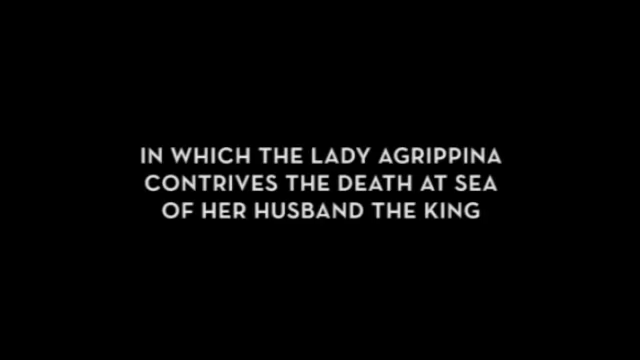 IN WHICH THE LADY AGRIPPINA
CONTRIVES THE DEATH AT SEA
OF HER HUSBAND THE KING